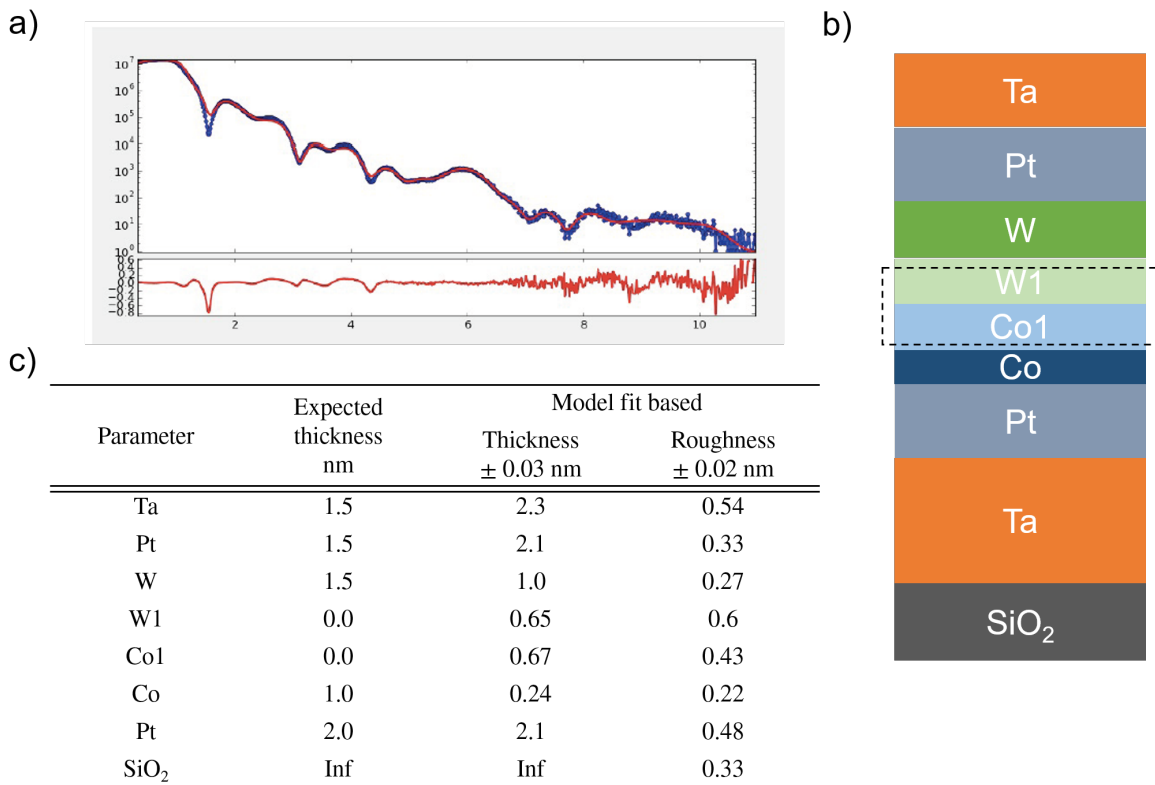 a)
10⁷
10⁶
10⁵
10⁴
10³
10²
10¹
10⁰
0.6
0.4
0.2
0.0
−0.2
−0.4
−0.6
−0.8
2 4 6 8 10
b)
Ta
Pt
W
W1
Co1
Co
Pt
Ta
SiO₂
c)
Parameter Expected thickness nm Model fit based
Thickness ± 0.03 nm Roughness ± 0.02 nm
Ta 1.5 2.3 0.54
Pt 1.5 2.1 0.33
W 1.5 1.0 0.27
W1 0.0 0.65 0.6
Co1 0.0 0.67 0.43
Co 1.0 0.24 0.22
Pt 2.0 2.1 0.48
SiO₂ Inf Inf 0.33